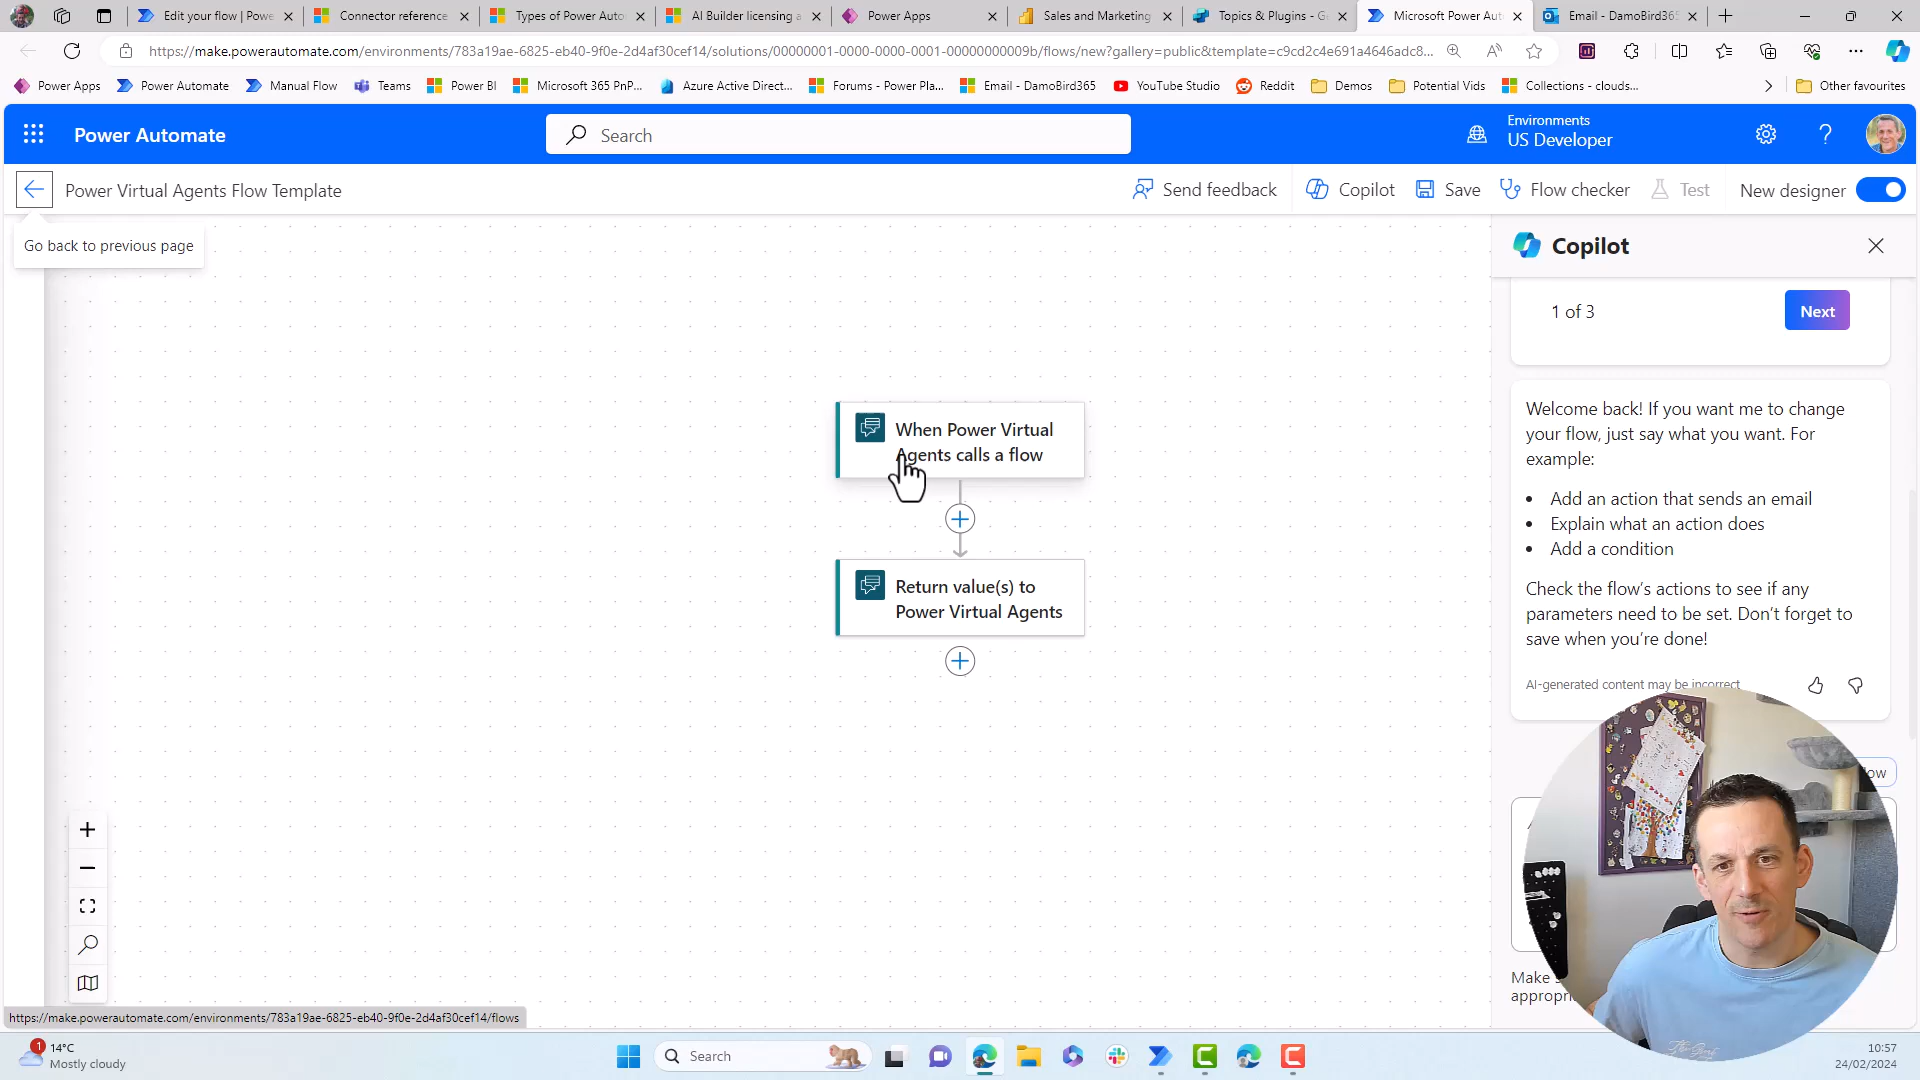 Edit your flow | Powe
Connector reference
Types of Power Auto
AI Builder licensing a
Power Apps
Sales and Marketing
Topics & Plugins - G
Microsoft Power Aut
Email - DamoBird365
https://make.powerautomate.com/environments/783a19ae-6825-eb40-9f0e-2d4af30cef14/solutions/00000001-0000-0000-0001-00000000009b/flows/new?gallery=public&template=c9cd2c4e691a4646adc8...
Power Apps
Power Automate
Manual Flow
Teams
Power BI
Microsoft 365 PnP...
Azure Active Direct...
Forums - Power Pla...
Email - DamoBird365
YouTube Studio
Reddit
Demos
Potential Vids
Collections - clouds...
Other favourites
Power Automate
Search
Environments
US Developer
Power Virtual Agents Flow Template
Send feedback
Copilot
Save
Flow checker
Test
New designer
Go back to previous page
Copilot
1 of 3
Next
When Power Virtual
Agents calls a flow
Return value(s) to
Power Virtual Agents
Welcome back! If you want me to change
your flow, just say what you want. For
example:
• Add an action that sends an email
• Explain what an action does
• Add a condition
Check the flow's actions to see if any
parameters need to be set. Don't forget to
save when you're done!
AI-generated content may be incorrect
ow
Make
appropri
https://make.powerautomate.com/environments/783a19ae-6825-eb40-9f0e-2d4af30cef14/flows
1
14°C
Mostly cloudy
Search
10:57
24/02/2024